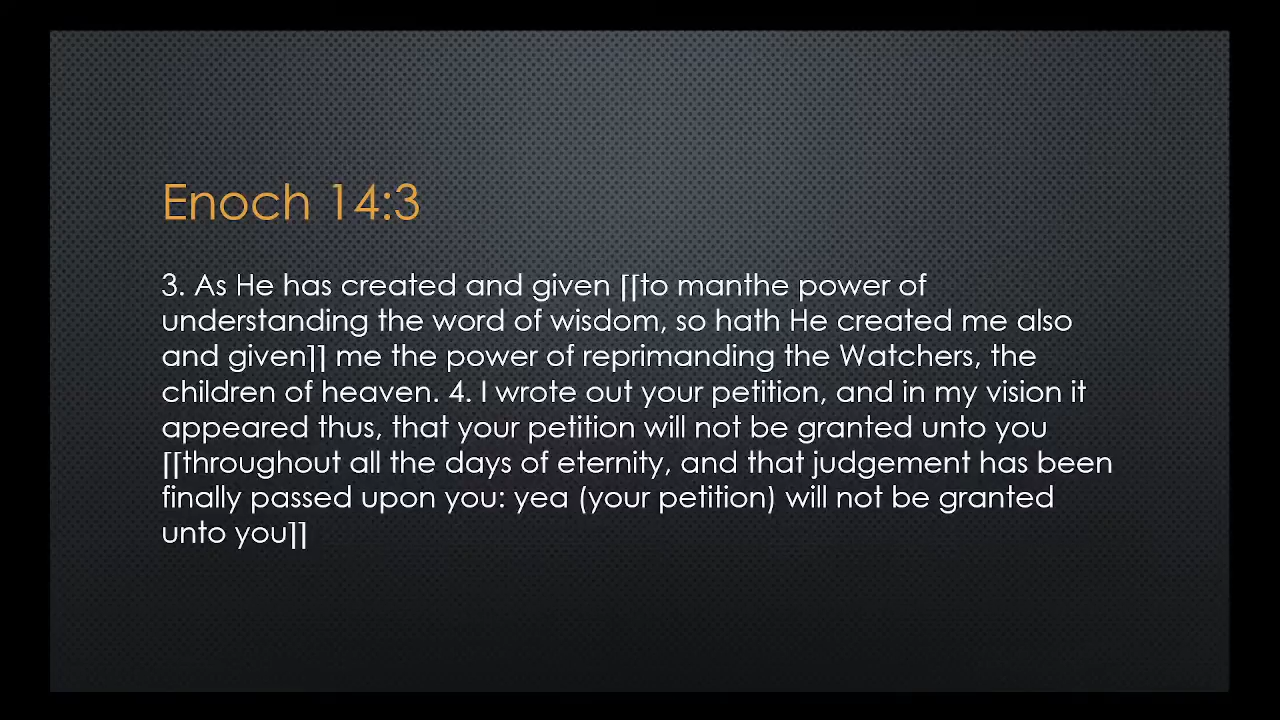 Enoch 14:3
3. As He has created and given ⌈⌈to manthe power of
understanding the word of wisdom, so hath He created me also
and given⌉⌉ me the power of reprimanding the Watchers, the
children of heaven. 4. I wrote out your petition, and in my vision it
appeared thus, that your petition will not be granted unto you
⌈⌈throughout all the days of eternity, and that judgement has been
finally passed upon you: yea (your petition) will not be granted
unto you⌉⌉